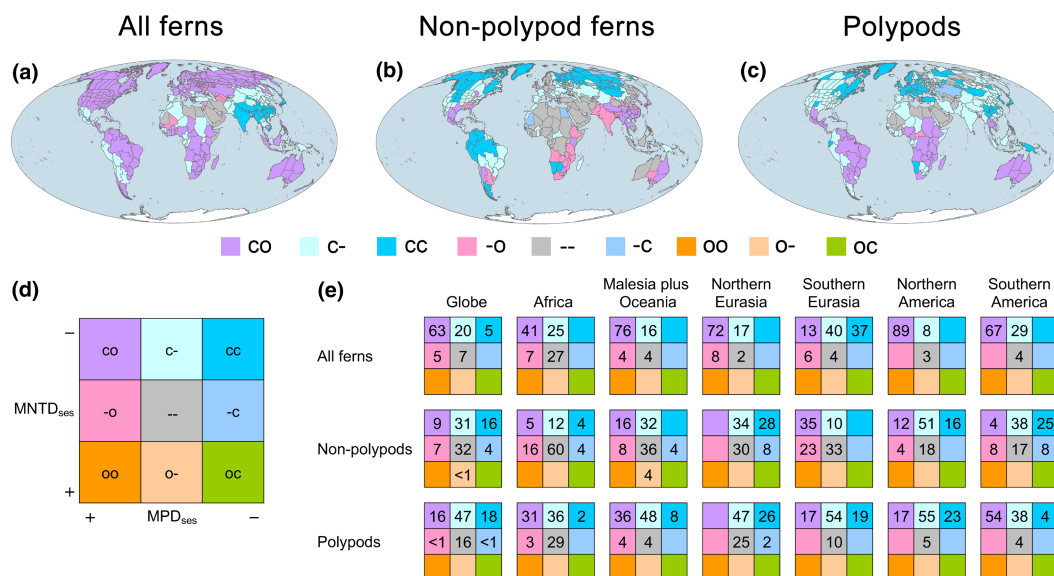 All ferns Non-polypod ferns Polypods
(a) (b) (c)
CO C- CC -O -- -C OO O- OC
(d)
−
CO C- CC
MNTDses -O -- -C
OO O- OC
+
+ MPDses −
(e)
Globe Africa Malesia plus Oceania Northern Eurasia Southern Eurasia Northern America Southern America
63 20 5 41 25 76 16 72 17 13 40 37 89 8 67 29
All ferns 5 7 7 27 4 4 8 2 6 4 3 4
9 31 16 5 12 4 16 32 34 28 35 10 12 51 16 4 38 25
Non-polypods 7 32 4 16 60 4 8 36 4 30 8 23 33 4 18 8 17 8
<1 4
16 47 18 31 36 2 36 48 8 47 26 17 54 19 17 55 23 54 38 4
Polypods <1 16 <1 3 29 4 4 25 2 10 5 4